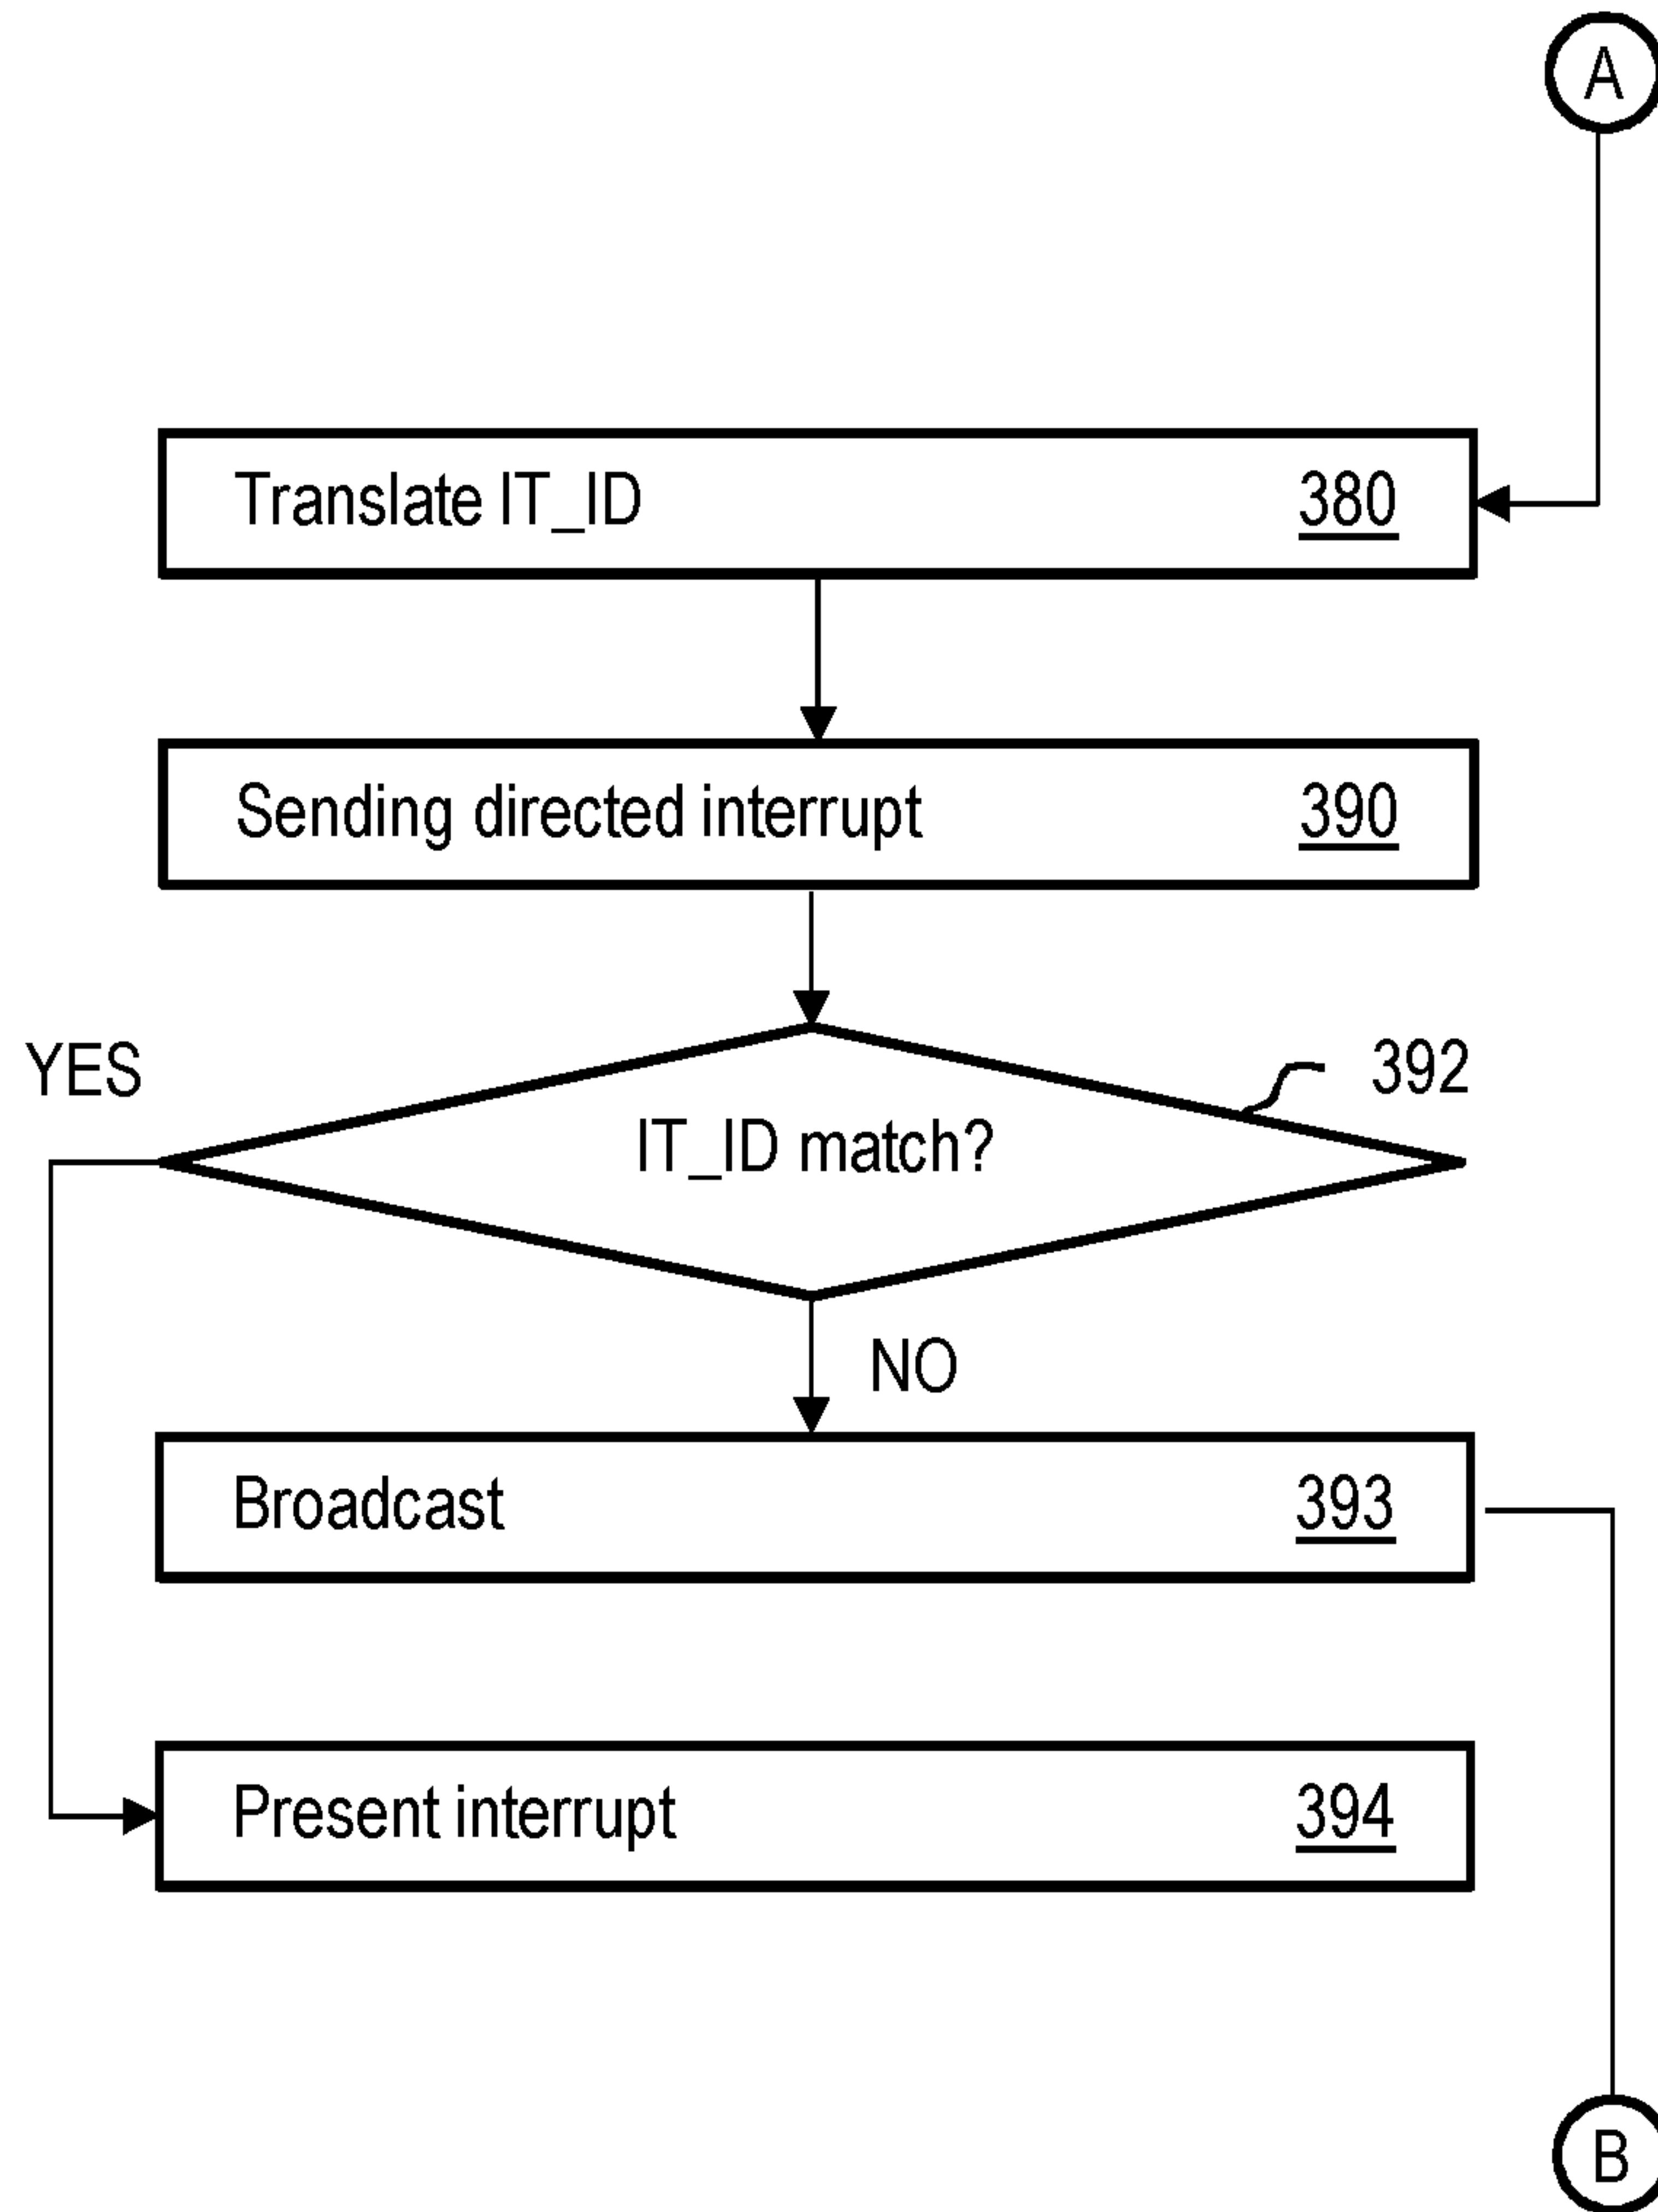 A
Translate IT_ID 380
Sending directed interrupt 390
YES
392
IT_ID match?
NO
Broadcast 393
Present interrupt 394
B